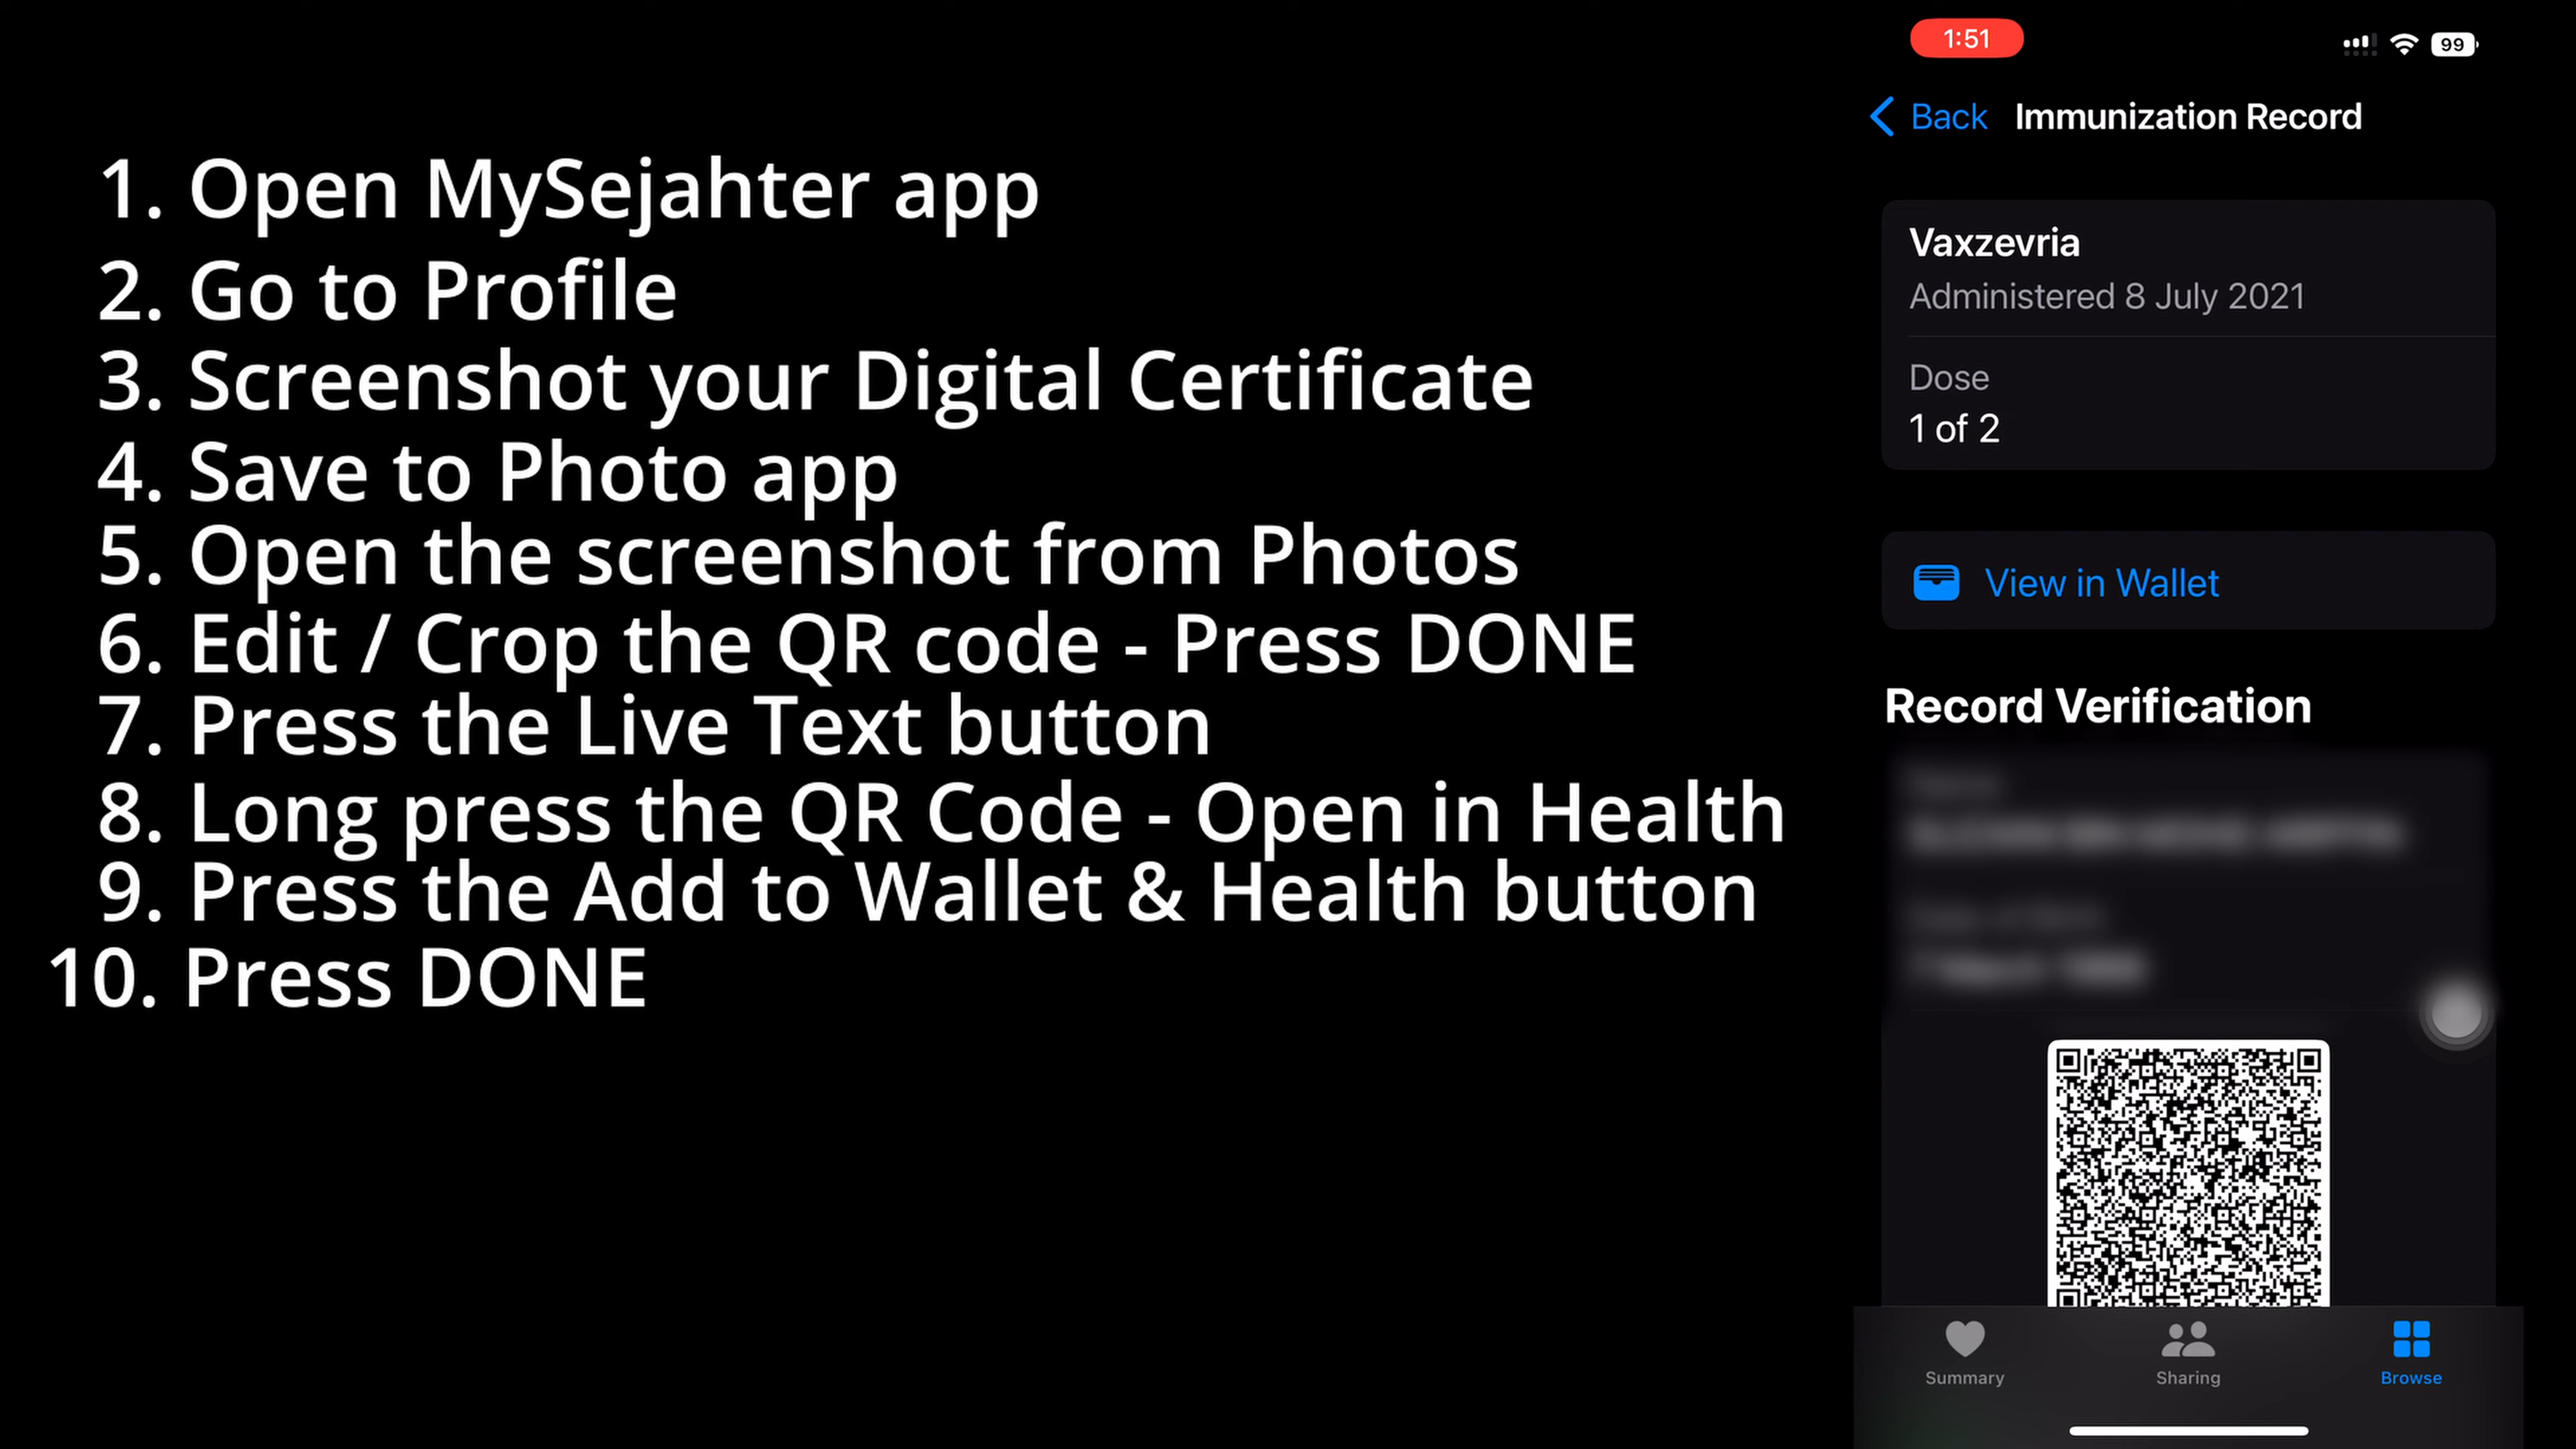 1. Open MySejahter app
2. Go to Profile
3. Screenshot your Digital Certificate
4. Save to Photo app
5. Open the screenshot from Photos
6. Edit / Crop the QR code - Press DONE
7. Press the Live Text button
8. Long press the QR Code - Open in Health
9. Press the Add to Wallet & Health button
10. Press DONE
1:51
99
Back Immunization Record
Vaxzevria
Administered 8 July 2021
Dose
1 of 2
View in Wallet
Record Verification
Summary Sharing Browse